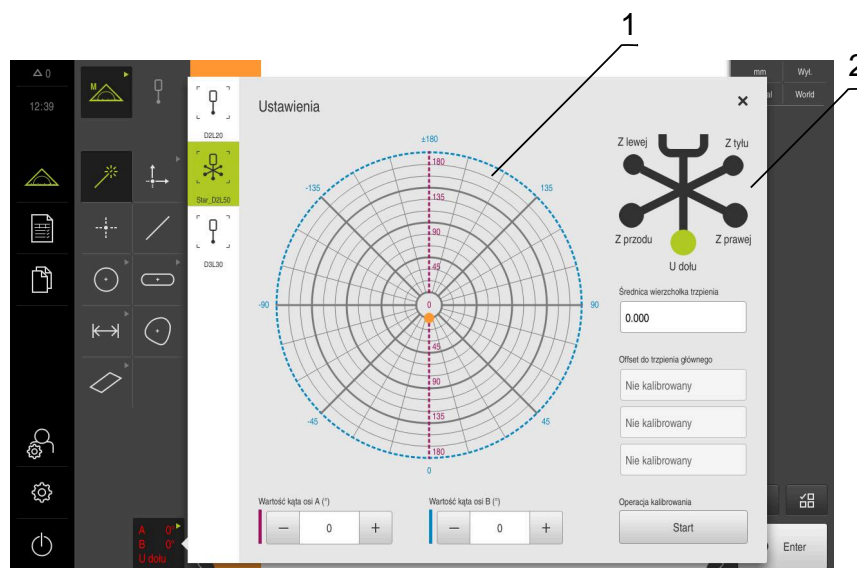 1
2
△ 0
12:39
M
mm
Wył.
al
World
Ustawienia
×
D2L20
Star_D2L50
D3L30
±180
-135
135
-90
90
-45
45
0
180
135
90
45
0
45
90
135
180
Z lewej
Z tyłu
Z przodu
Z prawej
U dołu
Średnica wierzchołka trzpienia
0.000
Offset do trzpienia głównego
Nie kalibrowany
Nie kalibrowany
Nie kalibrowany
Wartość kąta osi A (°)
Wartość kąta osi B (°)
Operacja kalibrowania
− 0 +
− 0 +
Start
A 0°
B 0°
U dołu
Enter